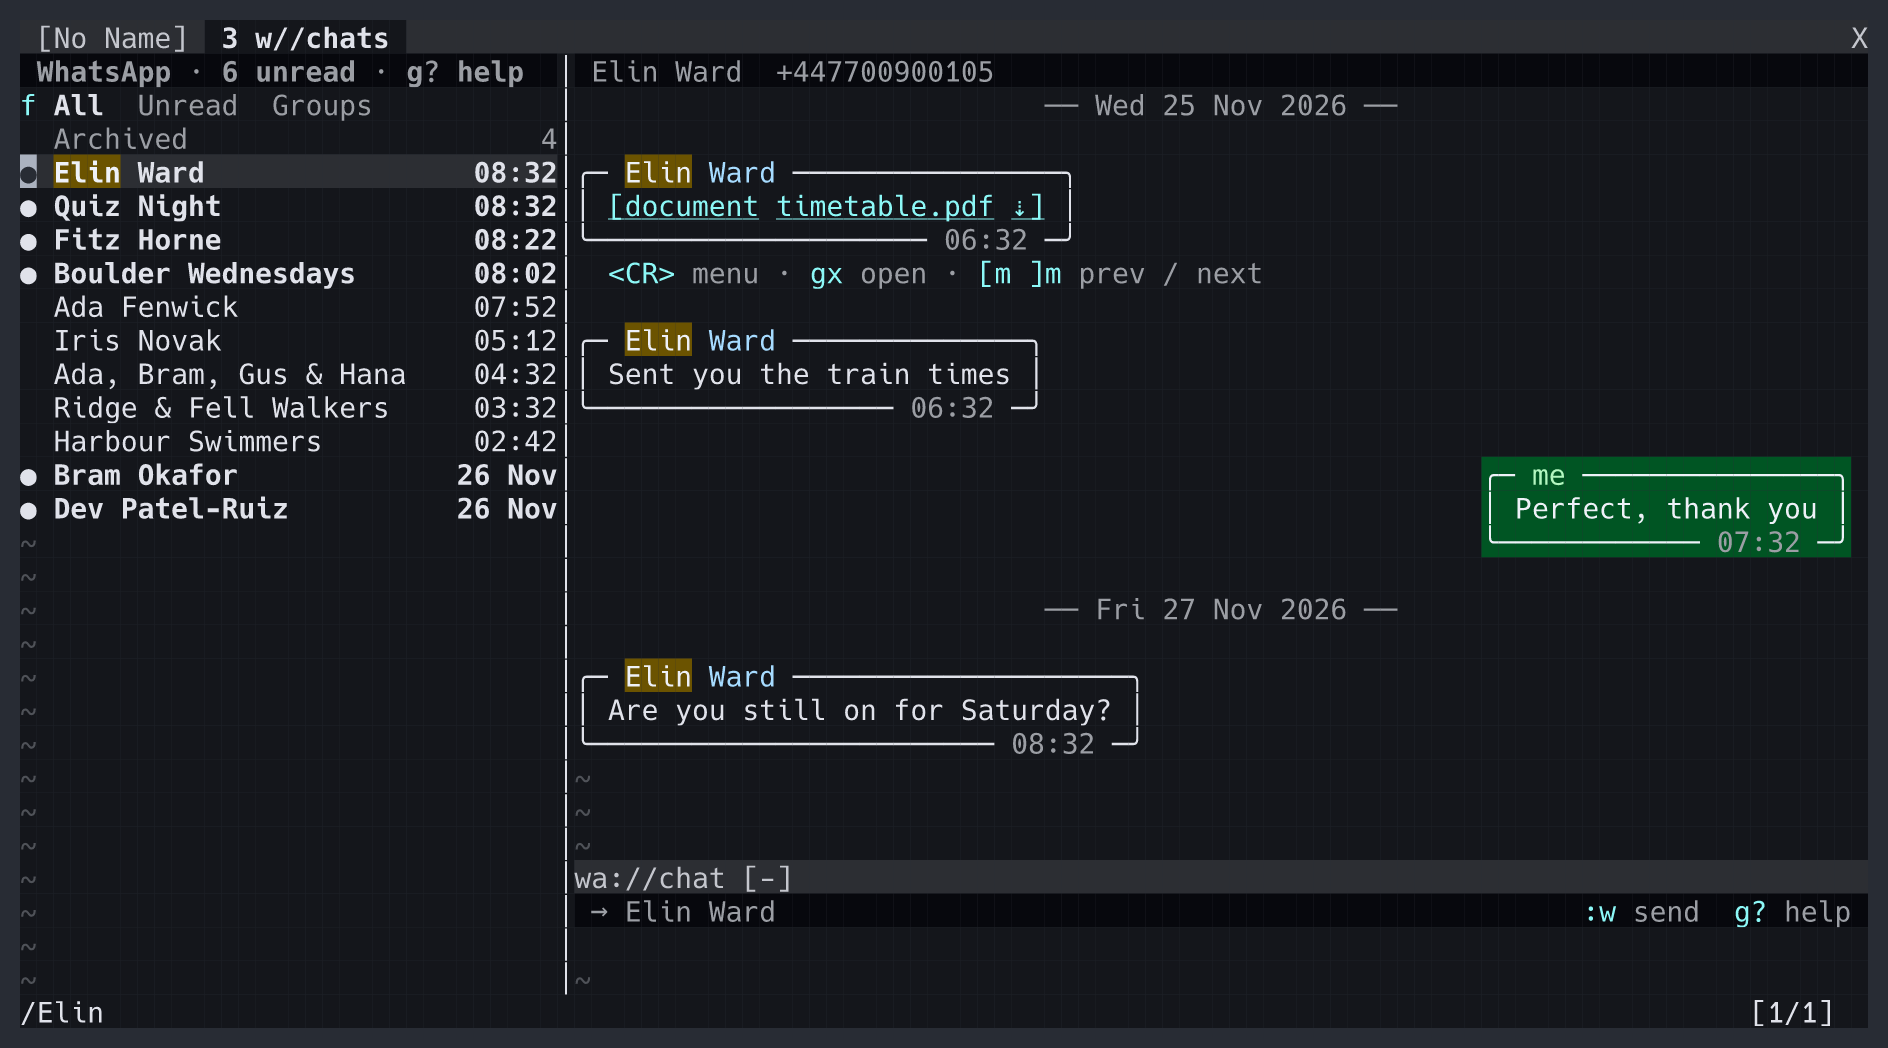 [No Name] 3 w//chats X
WhatsApp · 6 unread · g? help
f All Unread Groups
Archived 4
● Elin Ward 08:32
● Quiz Night 08:32
● Fitz Horne 08:22
● Boulder Wednesdays 08:02
Ada Fenwick 07:52
Iris Novak 05:12
Ada, Bram, Gus & Hana 04:32
Ridge & Fell Walkers 03:32
Harbour Swimmers 02:42
● Bram Okafor 26 Nov
● Dev Patel-Ruiz 26 Nov
~
~
~
~
~
~
~
~
~
~
~
~
~
~
Elin Ward +447700900105
── Wed 25 Nov 2026 ──
Elin Ward
[document timetable.pdf ⇣]
06:32
<CR> menu · gx open · [m ]m prev / next
Elin Ward
Sent you the train times
06:32
me
Perfect, thank you
07:32
── Fri 27 Nov 2026 ──
Elin Ward
Are you still on for Saturday?
08:32
~
~
~
wa://chat [-]
→ Elin Ward :w send g? help
~
/Elin [1/1]